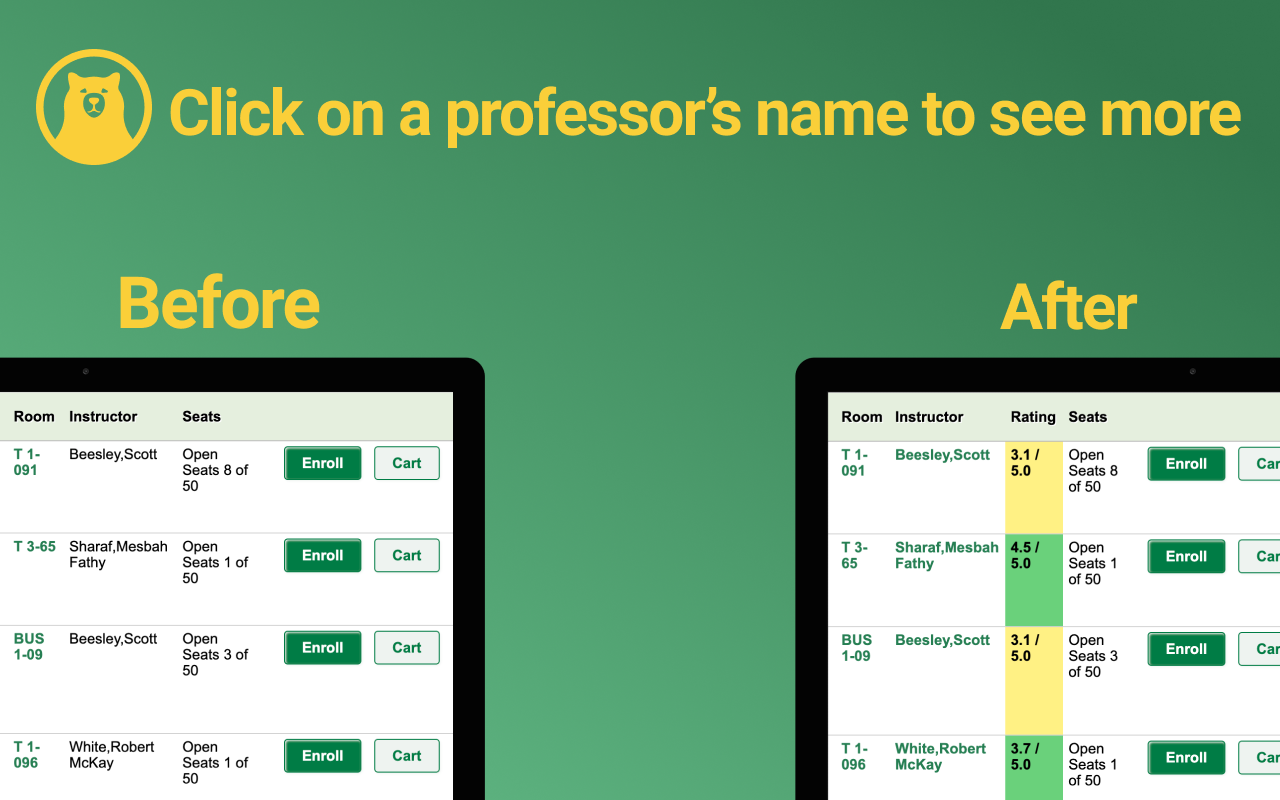 Click on a professor’s name to see more
Before
After
Room Instructor Seats
T 1-
091
Beesley,Scott
Open
Seats 8 of
50
Enroll
Cart
T 3-65
Sharaf,Mesbah
Fathy
Open
Seats 1 of
50
Enroll
Cart
BUS
1-09
Beesley,Scott
Open
Seats 3 of
50
Enroll
Cart
T 1-
096
White,Robert
McKay
Open
Seats 1 of
50
Enroll
Cart
Room Instructor Rating Seats
T 1-
091
Beesley,Scott
3.1 /
5.0
Open
Seats 8
of 50
Enroll
Car
T 3-
65
Sharaf,Mesbah
Fathy
4.5 /
5.0
Open
Seats 1
of 50
Enroll
Car
BUS
1-09
Beesley,Scott
3.1 /
5.0
Open
Seats 3
of 50
Enroll
Car
T 1-
096
White,Robert
McKay
3.7 /
5.0
Open
Seats 1
of 50
Enroll
Car